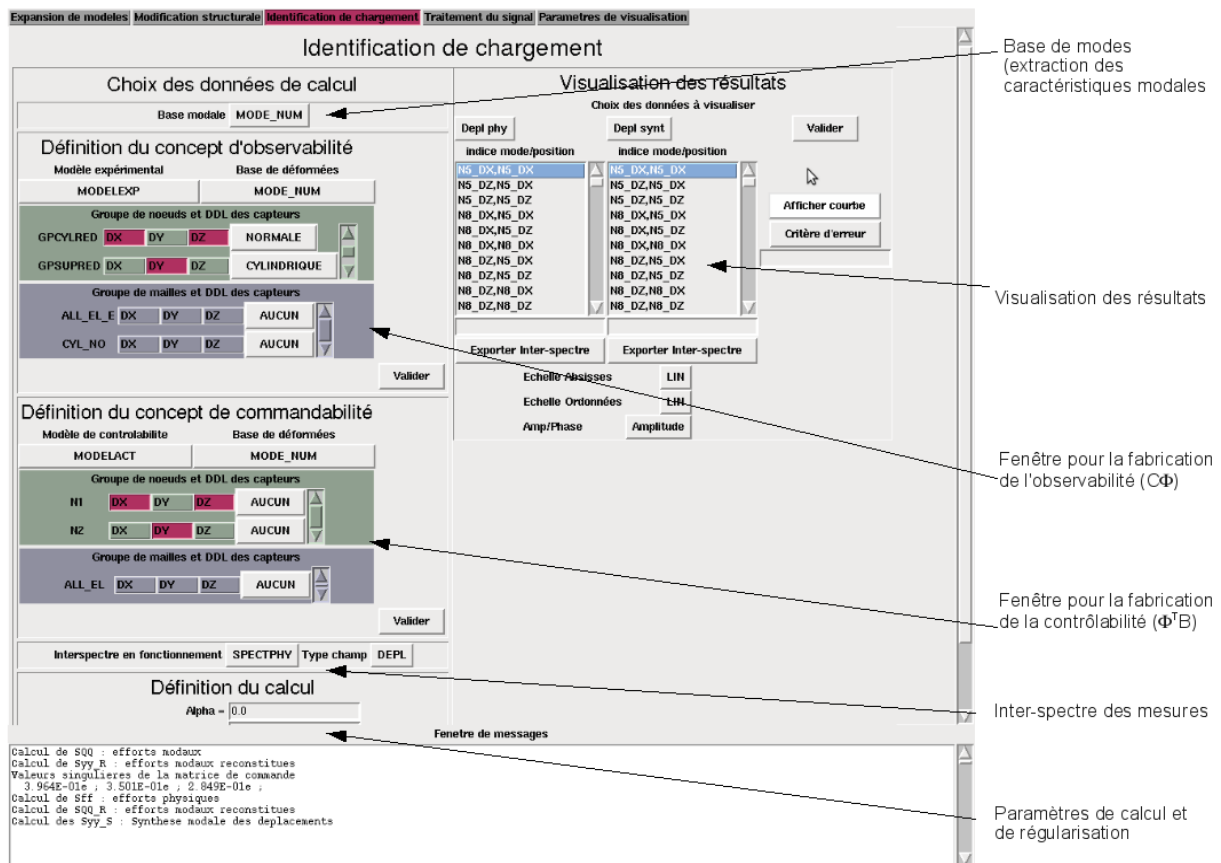 Expansion de modeles Modification structurale Identification de chargement Traitement du signal Parametres de visualisation
Identification de chargement
Choix des données de calcul
Base modale MODE_NUM
Définition du concept d'observabilité
Modèle expérimental Base de déformées
MODELEXP MODE_NUM
Groupe de noeuds et DDL des capteurs
GPCYLRED DX DY DZ NORMALE
GPSUPRED DX DY DZ CYLINDRIQUE
Groupe de mailles et DDL des capteurs
ALL_EL_E DX DY DZ AUCUN
CYL_NO DX DY DZ AUCUN
Valider
Définition du concept de commandabilité
Modèle de controlabilite Base de déformées
MODELACT MODE_NUM
Groupe de noeuds et DDL des capteurs
N1 DX DY DZ AUCUN
N2 DX DY DZ AUCUN
Groupe de mailles et DDL des capteurs
ALL_EL DX DY DZ AUCUN
Valider
Interspectre en fonctionnement SPECTPHY Type champ DEPL
Définition du calcul
Alpha = 0.0
Visualisation des résultats
Choix des données à visualiser
Depl phy Depl synt Valider
indice mode/position indice mode/position
N5_DX,N5_DX N5_DX,N5_DX
N5_DZ,N5_DX N5_DZ,N5_DX
N5_DZ,N5_DZ N5_DZ,N5_DZ
N8_DX,N5_DX N8_DX,N5_DX
N8_DX,N5_DZ N8_DX,N5_DZ
N8_DX,N8_DX N8_DX,N8_DX
N8_DZ,N5_DX N8_DZ,N5_DX
N8_DZ,N5_DZ N8_DZ,N5_DZ
N8_DZ,N8_DX N8_DZ,N8_DX
N8_DZ,N8_DZ N8_DZ,N8_DZ
Afficher courbe
Critère d'erreur
Exporter Inter-spectre Exporter Inter-spectre
Echelle Absisses LIN
Echelle Ordonnées LIN
Amp/Phase Amplitude
Fenetre de messages
Calcul de SQQ : efforts modaux
Calcul de Syy_R : efforts modaux reconstitues
Valeurs singulieres de la matrice de commande
3.964E-01e ; 3.501E-01e ; 2.849E-01e ;
Calcul de Sff : efforts physiques
Calcul de SQQ_R : efforts modaux reconstitues
Calcul des Syy_S : Synthese modale des deplacements
Base de modes
(extraction des
caractéristiques modales
Visualisation des résultats
Fenêtre pour la fabrication
de l'observabilité (CΦ)
Fenêtre pour la fabrication
de la contrôlabilité (ΦᵀB)
Inter-spectre des mesures
Paramètres de calcul et
de régularisation